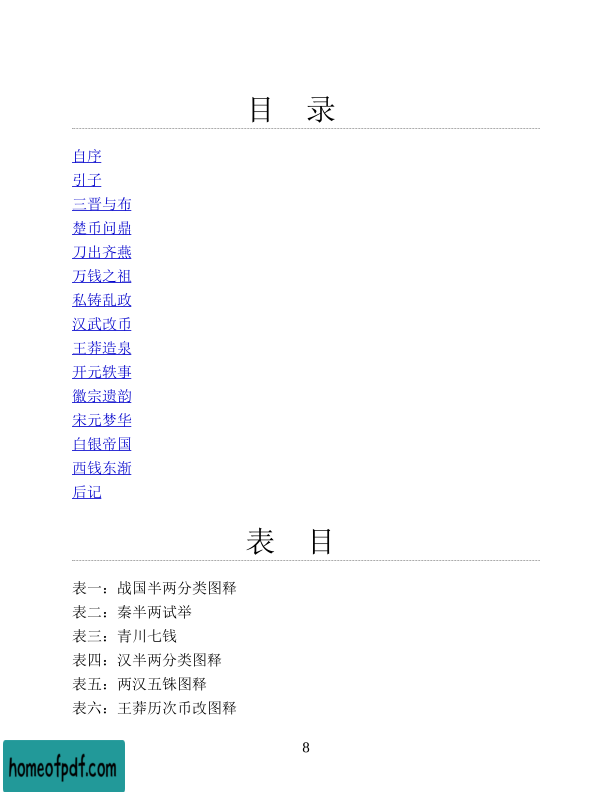 目 录
自序
引子
三晋与布
楚币问鼎
刀出齐燕
万钱之祖
私铸乱政
汉武改币
王莽造泉
开元轶事
徽宗遗韵
宋元梦华
白银帝国
西钱东渐
后记
表 目
表一：战国半两分类图释
表二：秦半两试举
表三：青川七钱
表四：汉半两分类图释
表五：两汉五铢图释
表六：王莽历次币改图释
8
homeofpdf.com